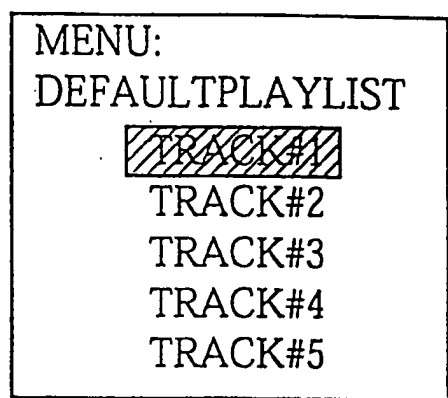 MENU:
DEFAULTPLAYLIST
TRACK#1
TRACK#2
TRACK#3
TRACK#4
TRACK#5